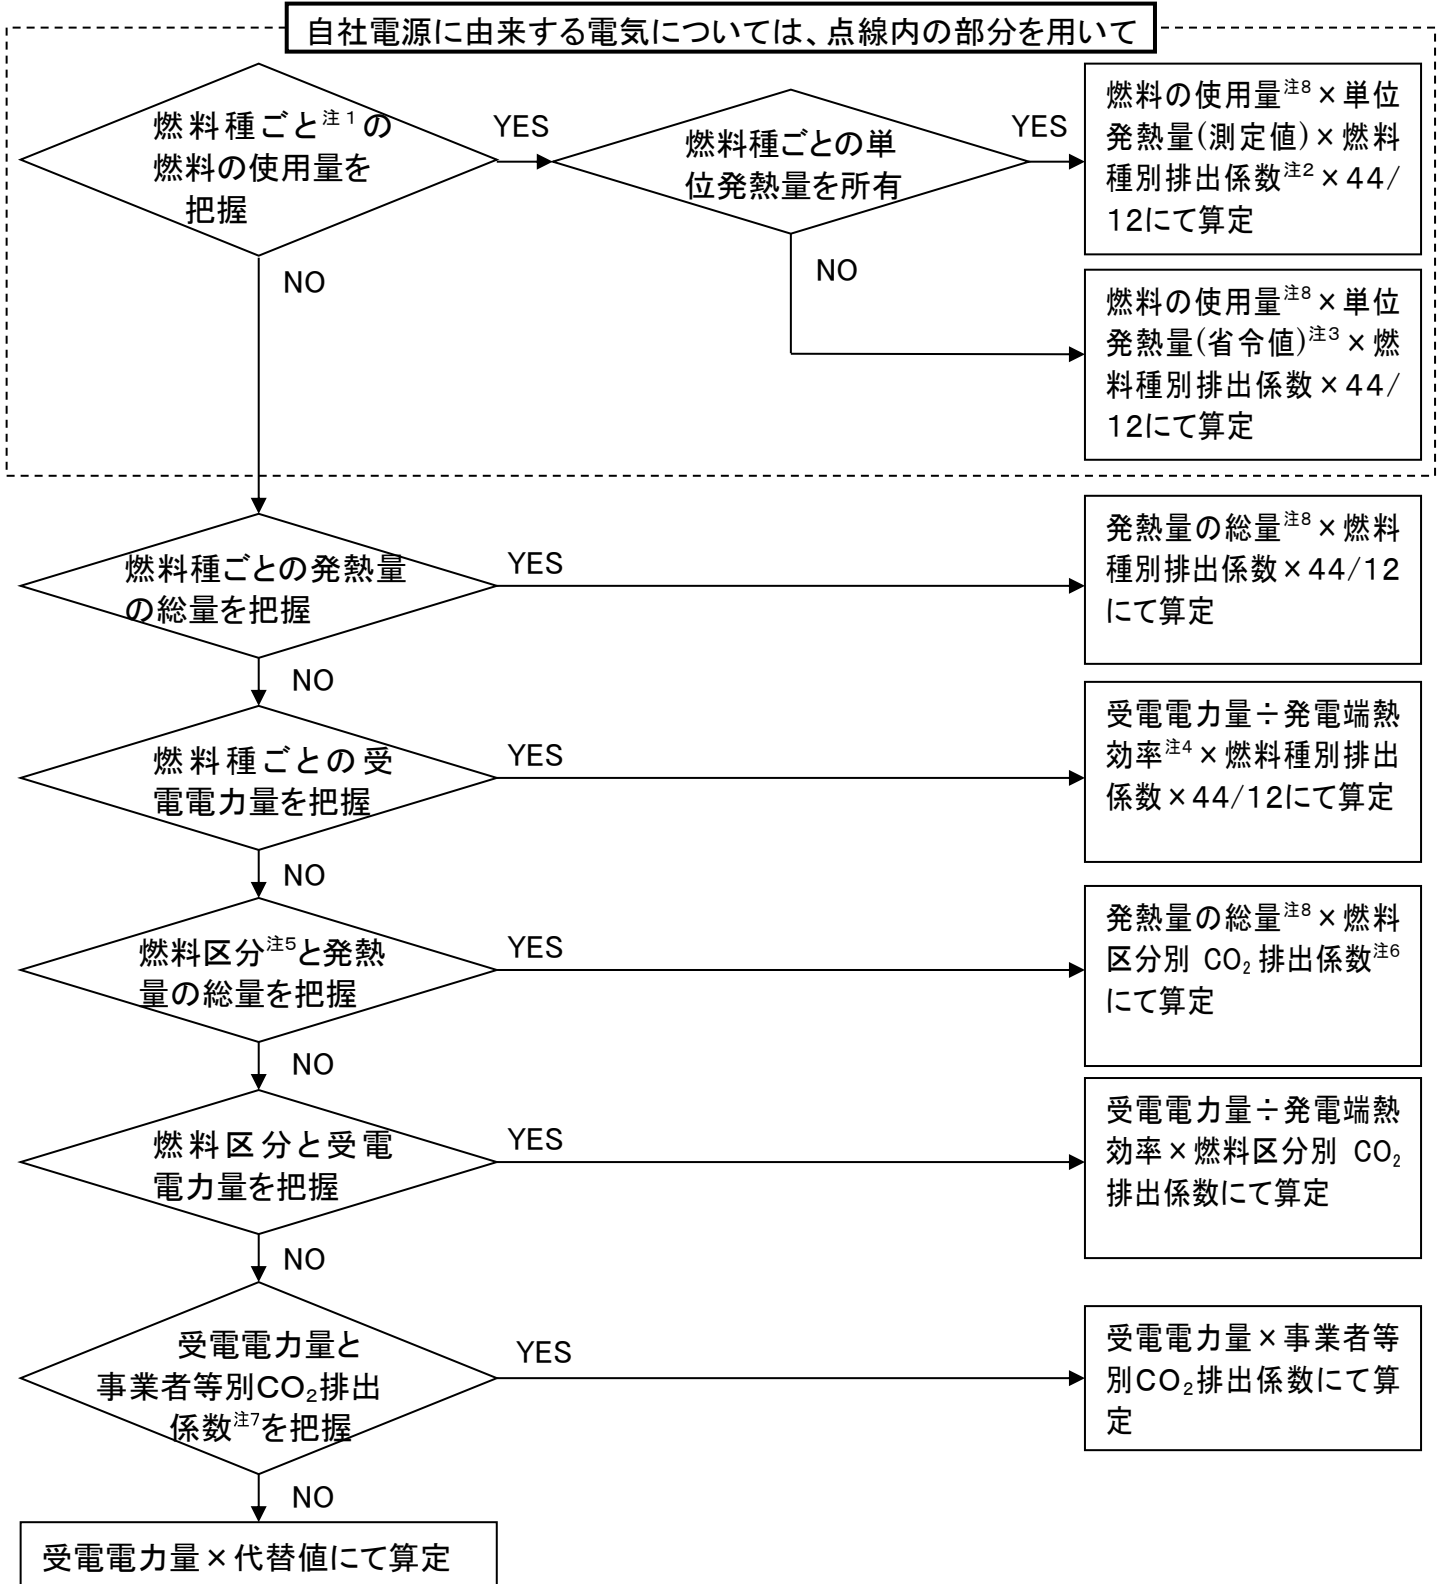 自社電源に由来する電気については、点線内の部分を用いて
燃料種ごと注1の
燃料の使用量を
把握
YES
燃料種ごとの単
位発熱量を所有
YES
燃料の使用量注8×単位
発熱量(測定値)×燃料
種別排出係数注2×44/
12にて算定
NO
NO
燃料の使用量注8×単位
発熱量(省令値)注3×燃
料種別排出係数×44/
12にて算定
燃料種ごとの発熱量
の総量を把握
YES
発熱量の総量注8×燃料
種別排出係数×44/12
にて算定
NO
燃料種ごとの受
電電力量を把握
YES
受電電力量÷発電端熱
効率注4×燃料種別排出
係数×44/12にて算定
NO
燃料区分注5と発熱
量の総量を把握
YES
発熱量の総量注8×燃料
区分別 CO₂排出係数注6
にて算定
NO
燃料区分と受電
電力量を把握
YES
受電電力量÷発電端熱
効率×燃料区分別 CO₂
排出係数にて算定
NO
受電電力量と
事業者等別CO₂排出
係数注7を把握
YES
受電電力量×事業者等
別CO₂排出係数にて算
定
NO
受電電力量×代替値にて算定